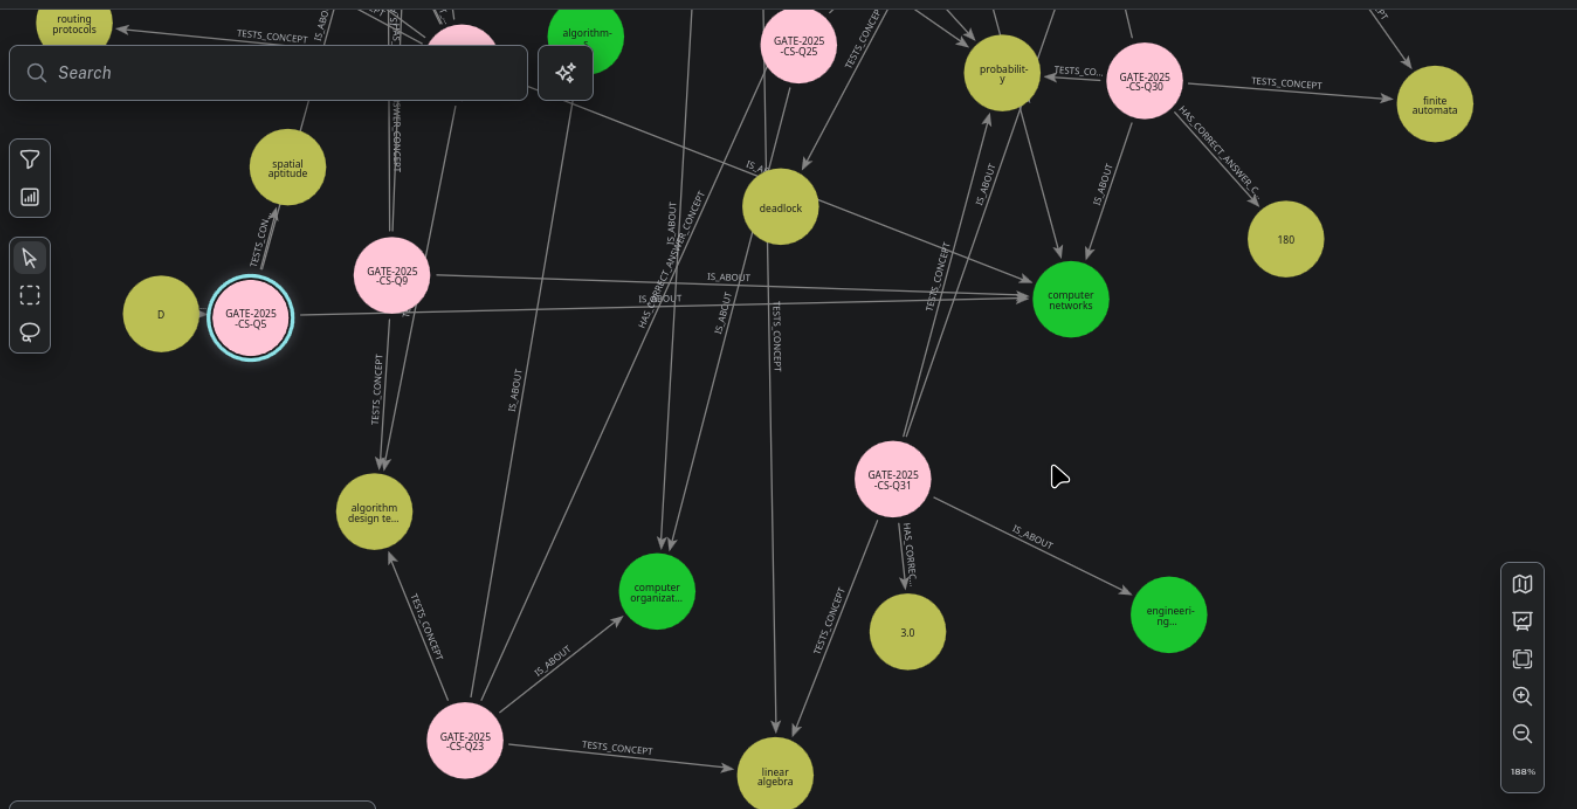 routing
protocols
TESTS_CONCEPT
algorithm-
GATE-2025
-CS-Q25
Search
probabilit-
y
TESTS_CO...
GATE-2025
-CS-Q30
TESTS_CONCEPT
finite
automata
HAS_CORRECT_ANSWER_C...
IS_ABOUT
180
spatial
aptitude
TESTS_CON...
deadlock
IS_ABOUT
D
GATE-2025
-CS-Q5
GATE-2025
-CS-Q9
IS_ABOUT
IS_ABOUT
computer
networks
IS_ABOUT
HAS_CORRECT_ANSWER_CONCEPT
IS_ABOUT
TESTS_CONCEPT
TESTS_CONCEPT
TESTS_CONCEPT
IS_ABOUT
GATE-2025
-CS-Q31
algorithm
design te...
HAS_CORREC...
IS_ABOUT
computer
organizat...
3.0
engineeri-
ng...
TESTS_CONCEPT
TESTS_CONCEPT
IS_ABOUT
GATE-2025
-CS-Q23
TESTS_CONCEPT
linear
algebra
188%